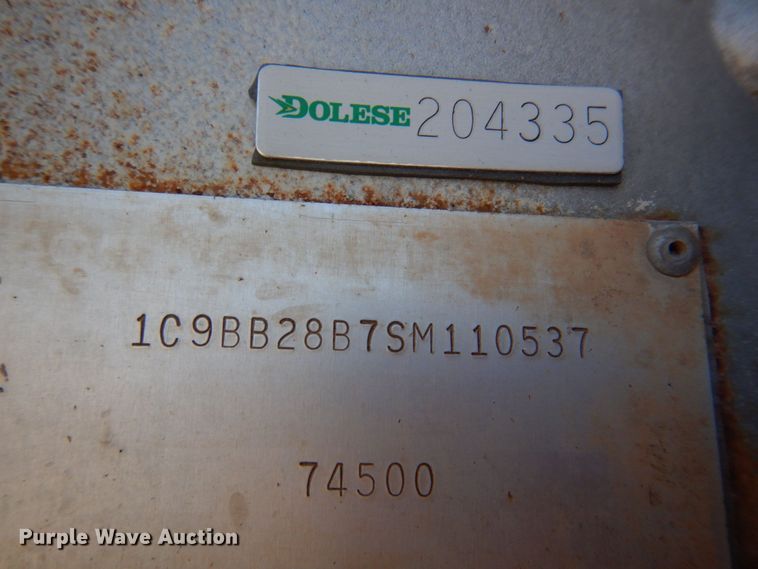 DOLESE 204335
1C9BB28B7SM110537
74500
Purple Wave Auction